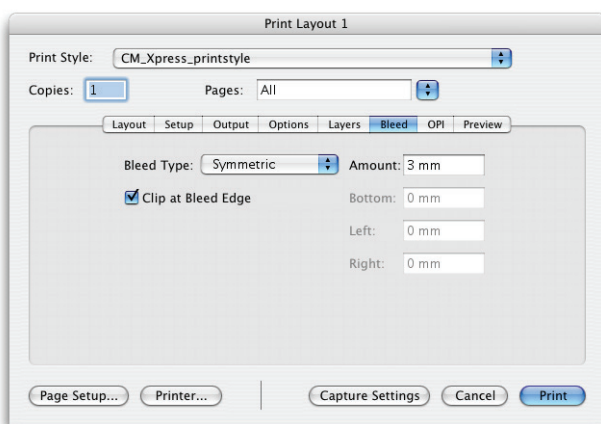 Print Layout 1
Print Style: CM_Xpress_printstyle
Copies: 1 Pages: All
Layout Setup Output Options Layers Bleed OPI Preview
Bleed Type: Symmetric Amount: 3 mm
Clip at Bleed Edge Bottom: 0 mm
Left: 0 mm
Right: 0 mm
Page Setup... Printer... Capture Settings Cancel Print